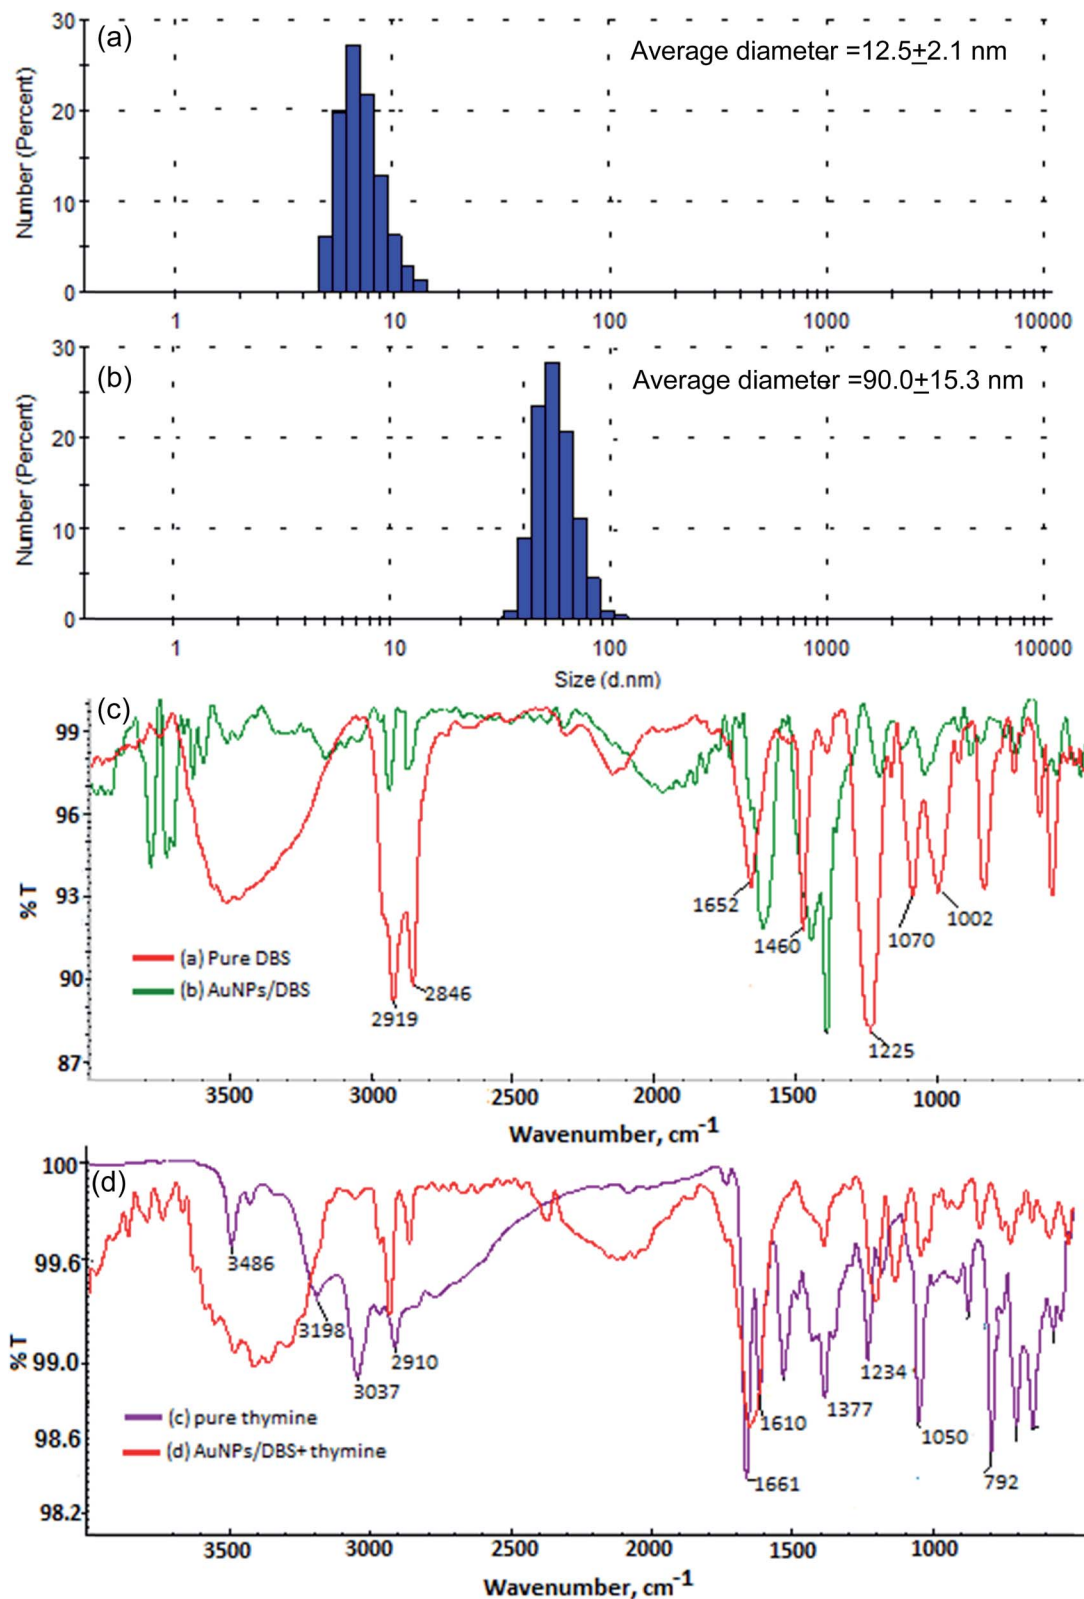 (a)
Average diameter =12.5±2.1 nm
Number (Percent)
30
20
10
0
1 10 100 1000 10000
(b)
Average diameter =90.0±15.3 nm
Number (Percent)
30
20
10
0
1 10 100 1000 10000
Size (d.nm)
(c)
% T
99
96
93
90
87
1652
1460
1070
1002
2919
2846
1225
(a) Pure DBS
(b) AuNPs/DBS
3500 3000 2500 2000 1500 1000
Wavenumber, cm-1
(d)
% T
100
99.6
99.0
98.6
98.2
3486
3198
3037
2910
1661
1610
1377
1234
1050
792
(c) pure thymine
(d) AuNPs/DBS+ thymine
3500 3000 2500 2000 1500 1000
Wavenumber, cm-1